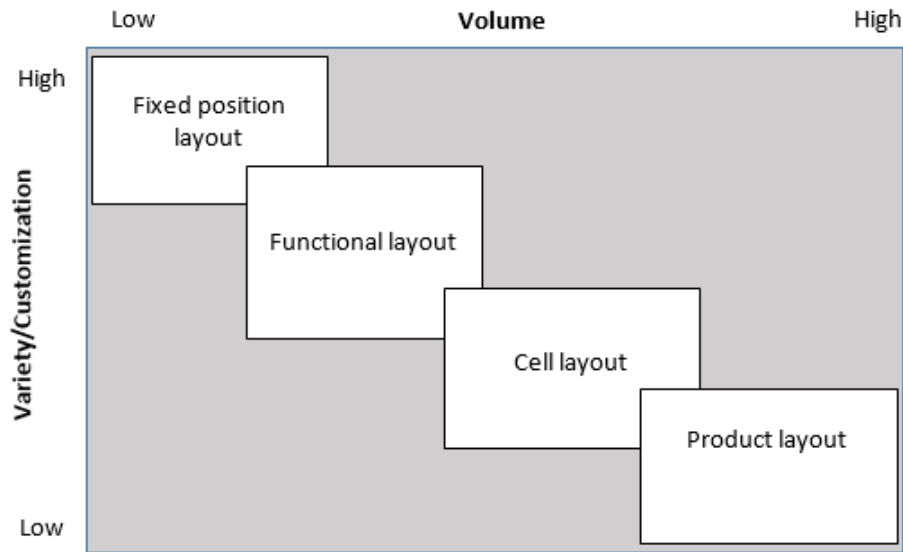 Low Volume High
High
Fixed position
layout
Variety/Customization
Functional layout
Cell layout
Product layout
Low